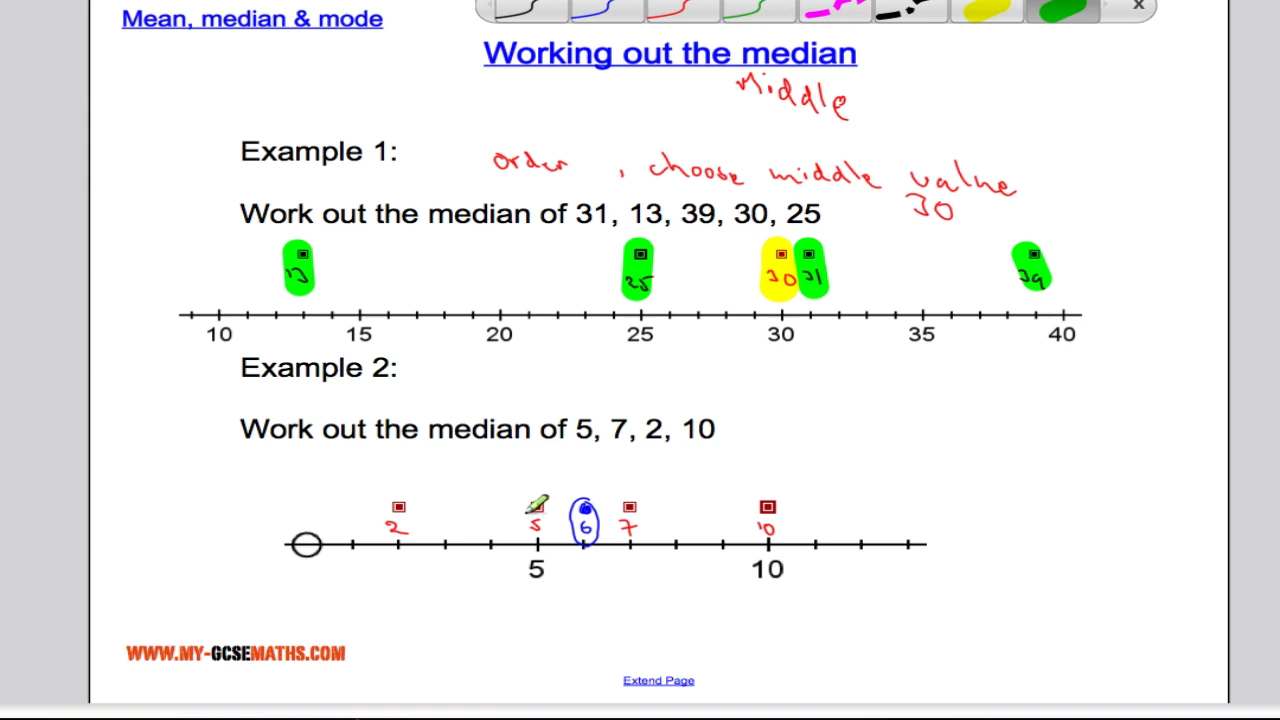 Mean, median & mode
x
Working out the median
Middle
Example 1:
order, choose middle value
Work out the median of 31, 13, 39, 30, 25
30
13 25 30 31 39
10 15 20 25 30 35 40
Example 2:
Work out the median of 5, 7, 2, 10
2 5 6 7 10
5 10
WWW.MY-GCSEMATHS.COM
Extend Page